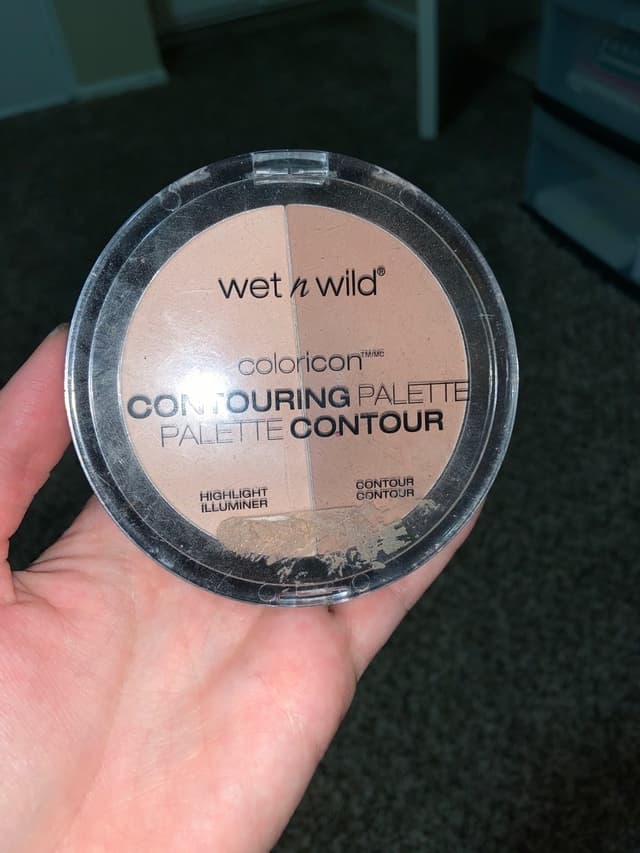 wet n wild®
coloricon™/MC
CONTOURING PALETTE
PALETTE CONTOUR
HIGHLIGHT
ILLUMINER
CONTOUR
CONTOUR